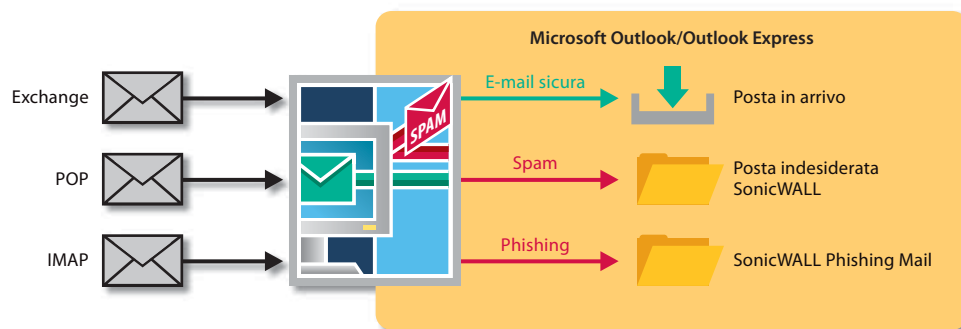 Microsoft Outlook/Outlook Express
Exchange
E-mail sicura
Posta in arrivo
SPAM
POP
Spam
Posta indesiderata
SonicWALL
IMAP
Phishing
SonicWALL Phishing Mail